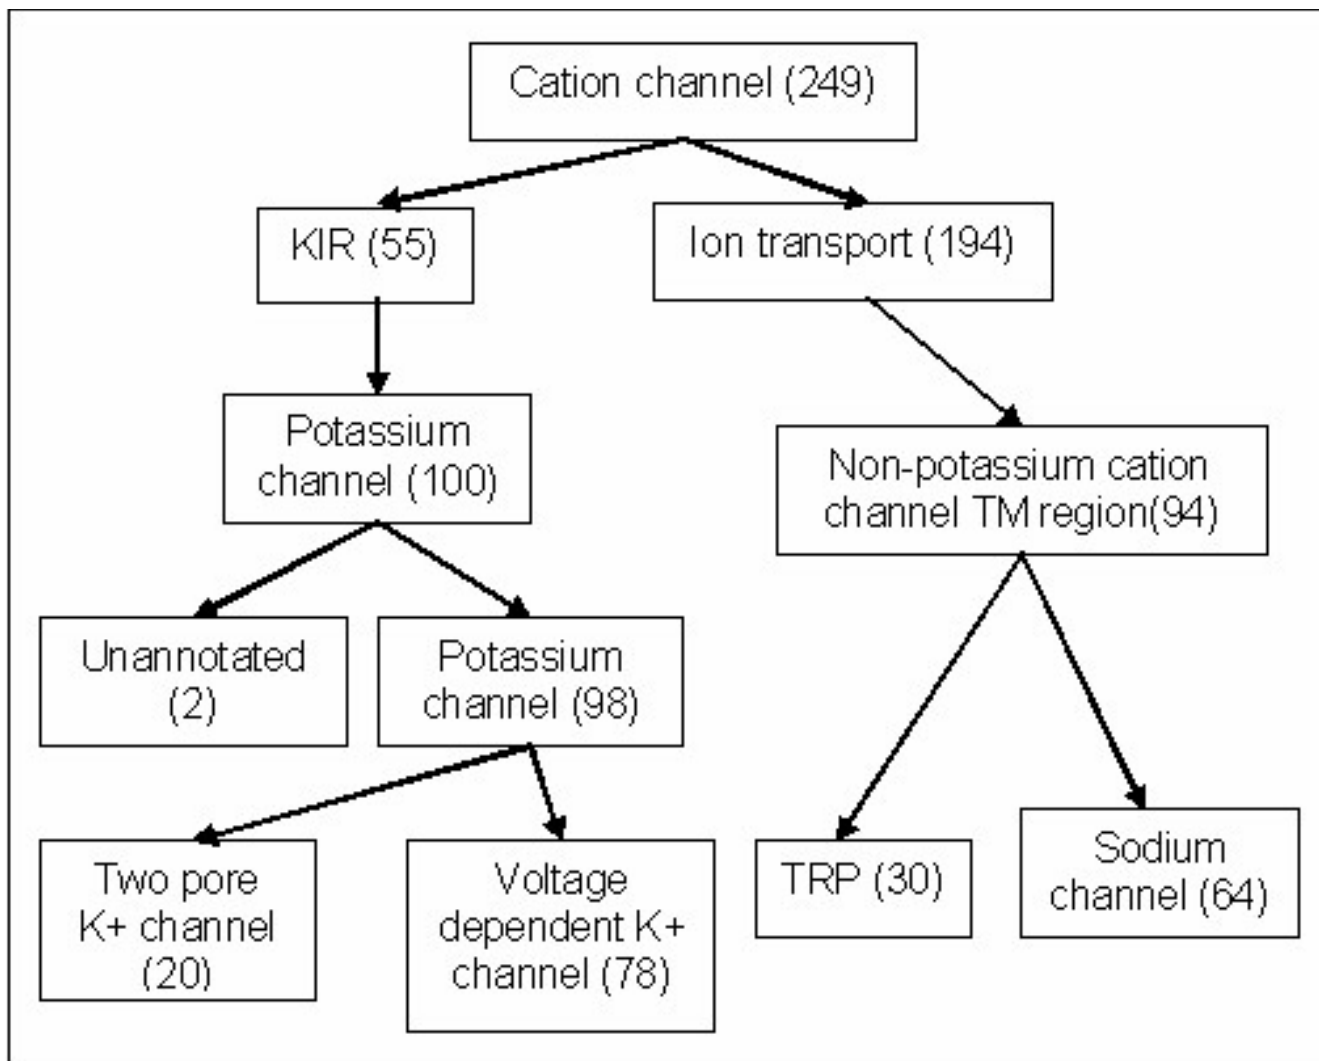 Cation channel (249)
KIR (55)
Ion transport (194)
Potassium
channel (100)
Non-potassium cation
channel TM region(94)
Unannotated
(2)
Potassium
channel (98)
Two pore
K+ channel
(20)
Voltage
dependent K+
channel (78)
TRP (30)
Sodium
channel (64)